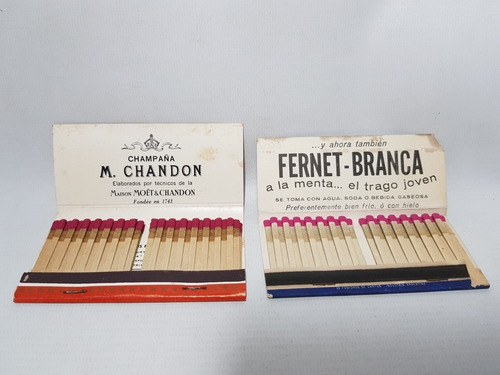 CHAMPAÑA
M. CHANDON
Elaborados por técnicos de la
MAISON MOËT & CHANDON
Fondée en 1743
...y ahora también
FERNET-BRANCA
a la menta... el trago joven
SE TOMA CON AGUA, SODA O BEBIDA GASEOSA
Preferentemente bien frío, ó con hielo